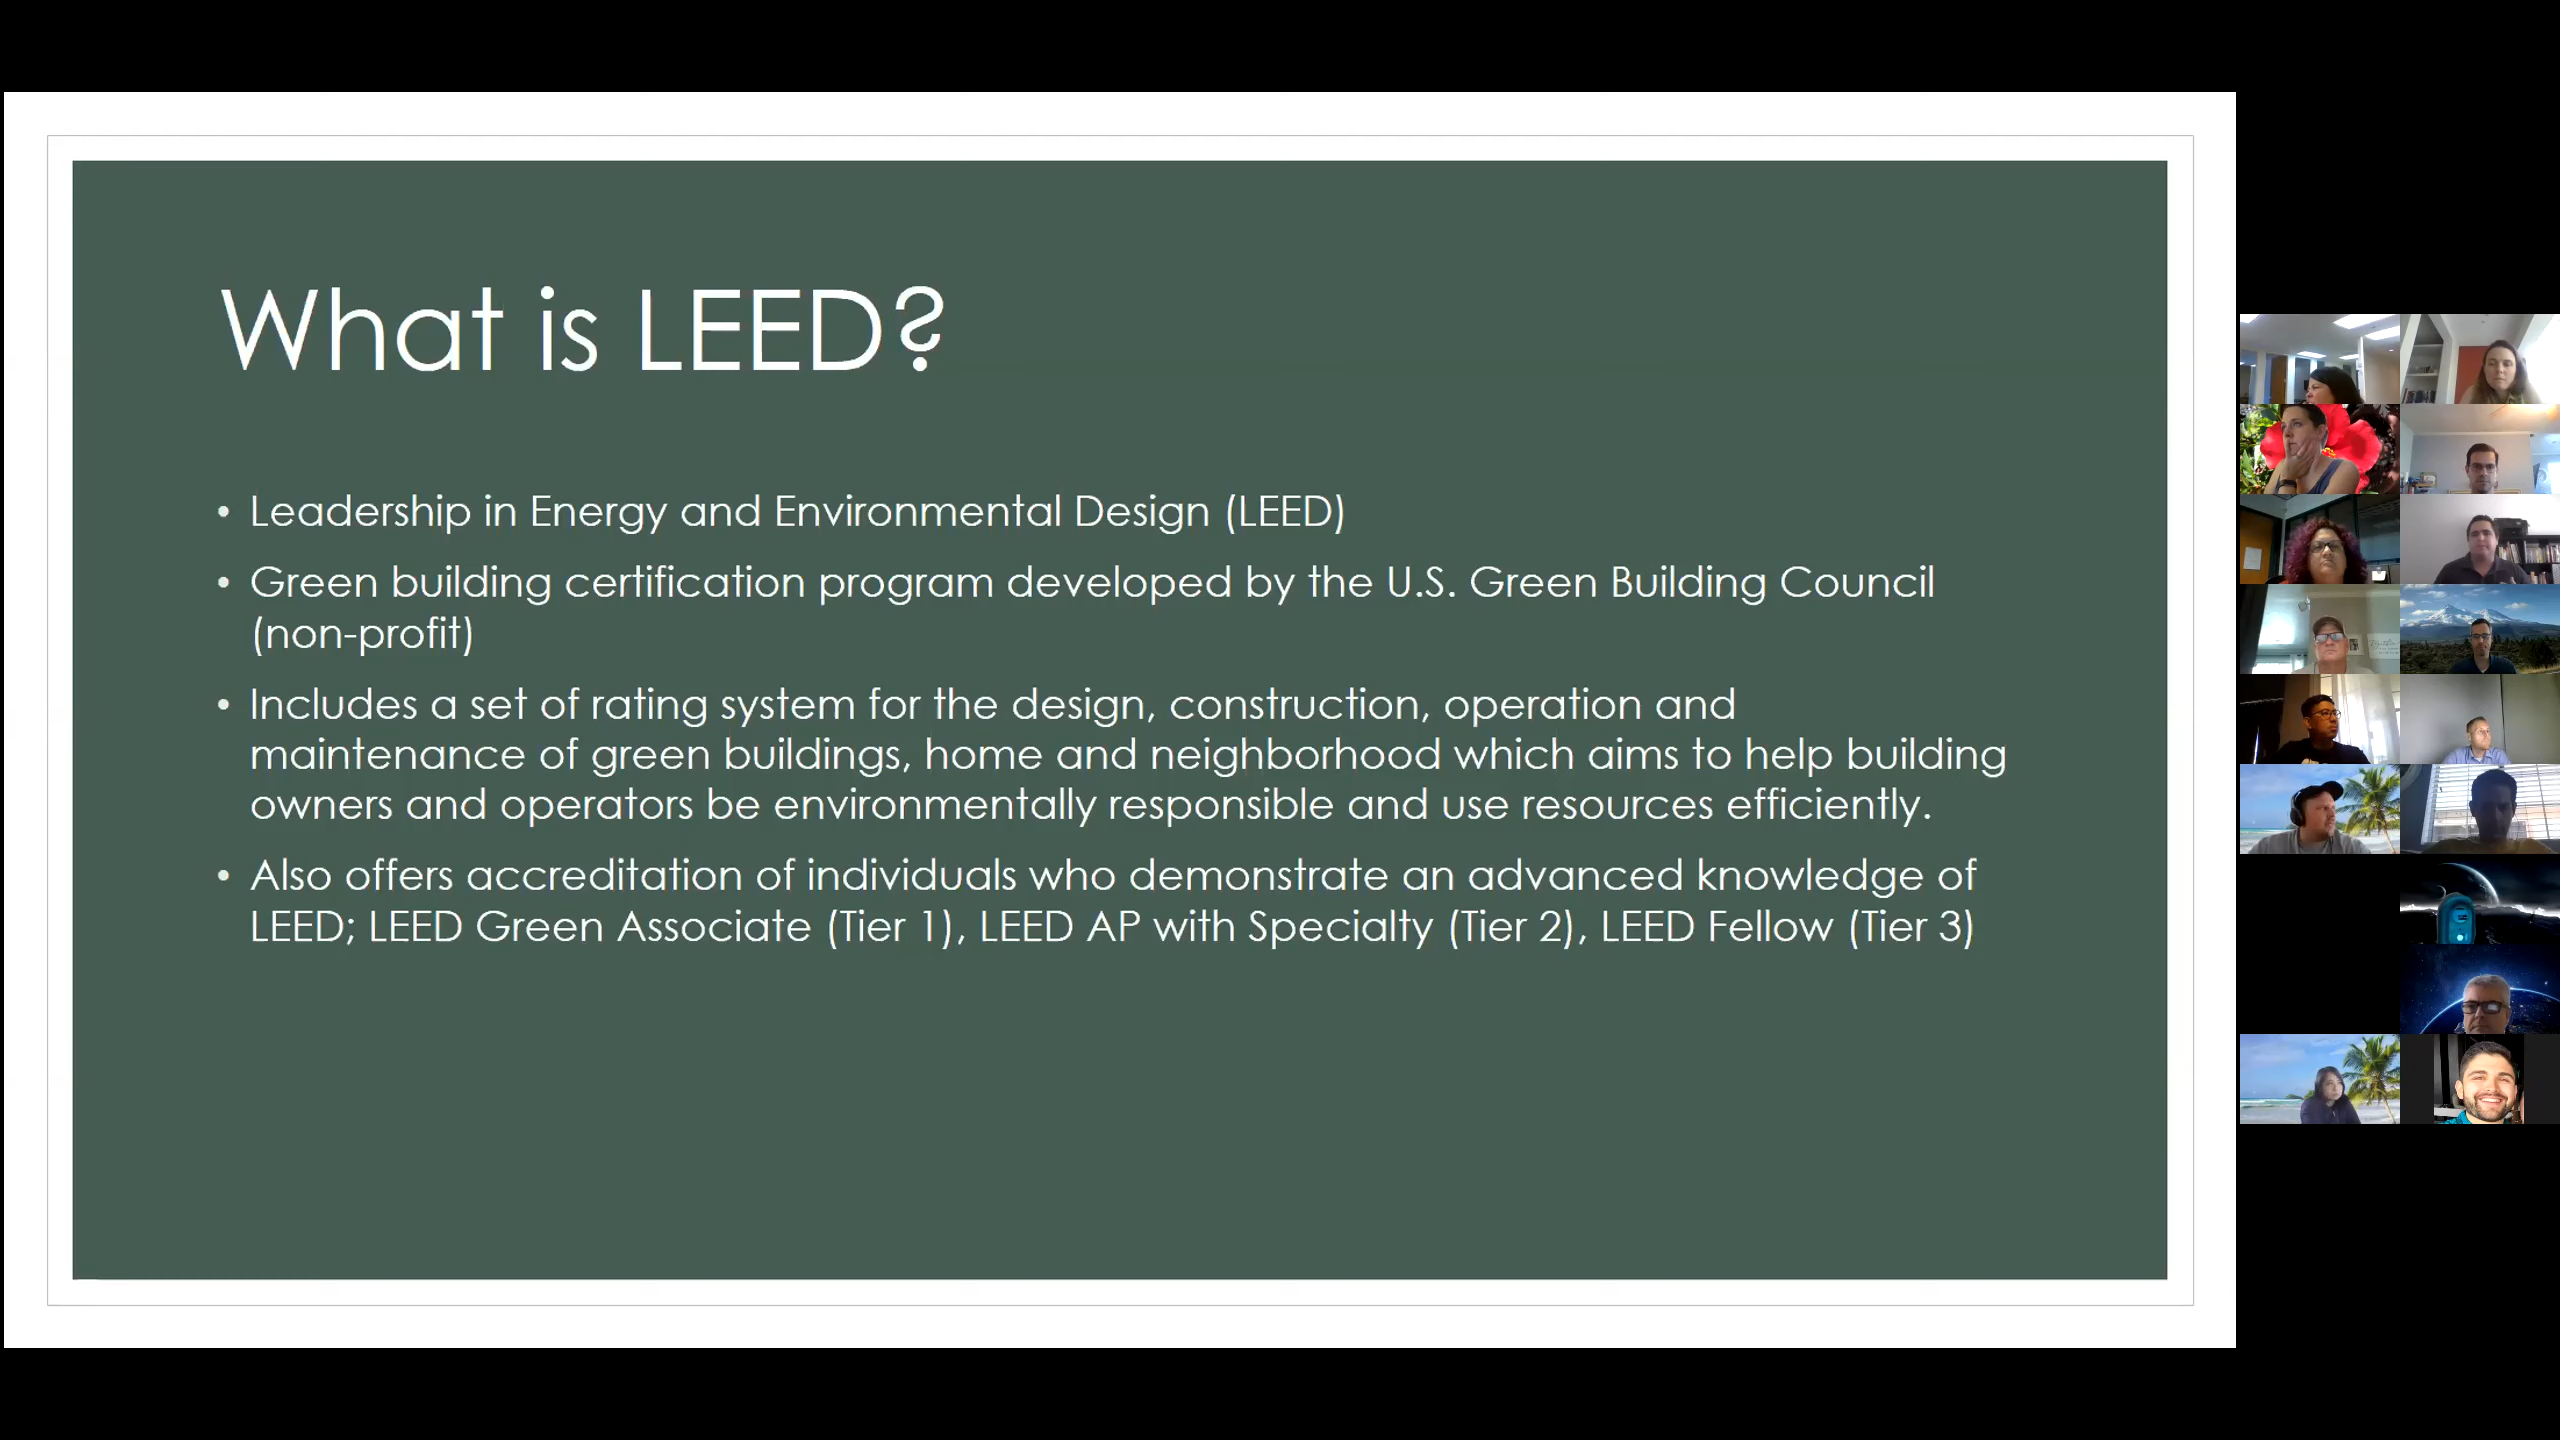 What is LEED?
• Leadership in Energy and Environmental Design (LEED)
• Green building certification program developed by the U.S. Green Building Council
(non-profit)
• Includes a set of rating system for the design, construction, operation and
maintenance of green buildings, home and neighborhood which aims to help building
owners and operators be environmentally responsible and use resources efficiently.
• Also offers accreditation of individuals who demonstrate an advanced knowledge of
LEED; LEED Green Associate (Tier 1), LEED AP with Specialty (Tier 2), LEED Fellow (Tier 3)